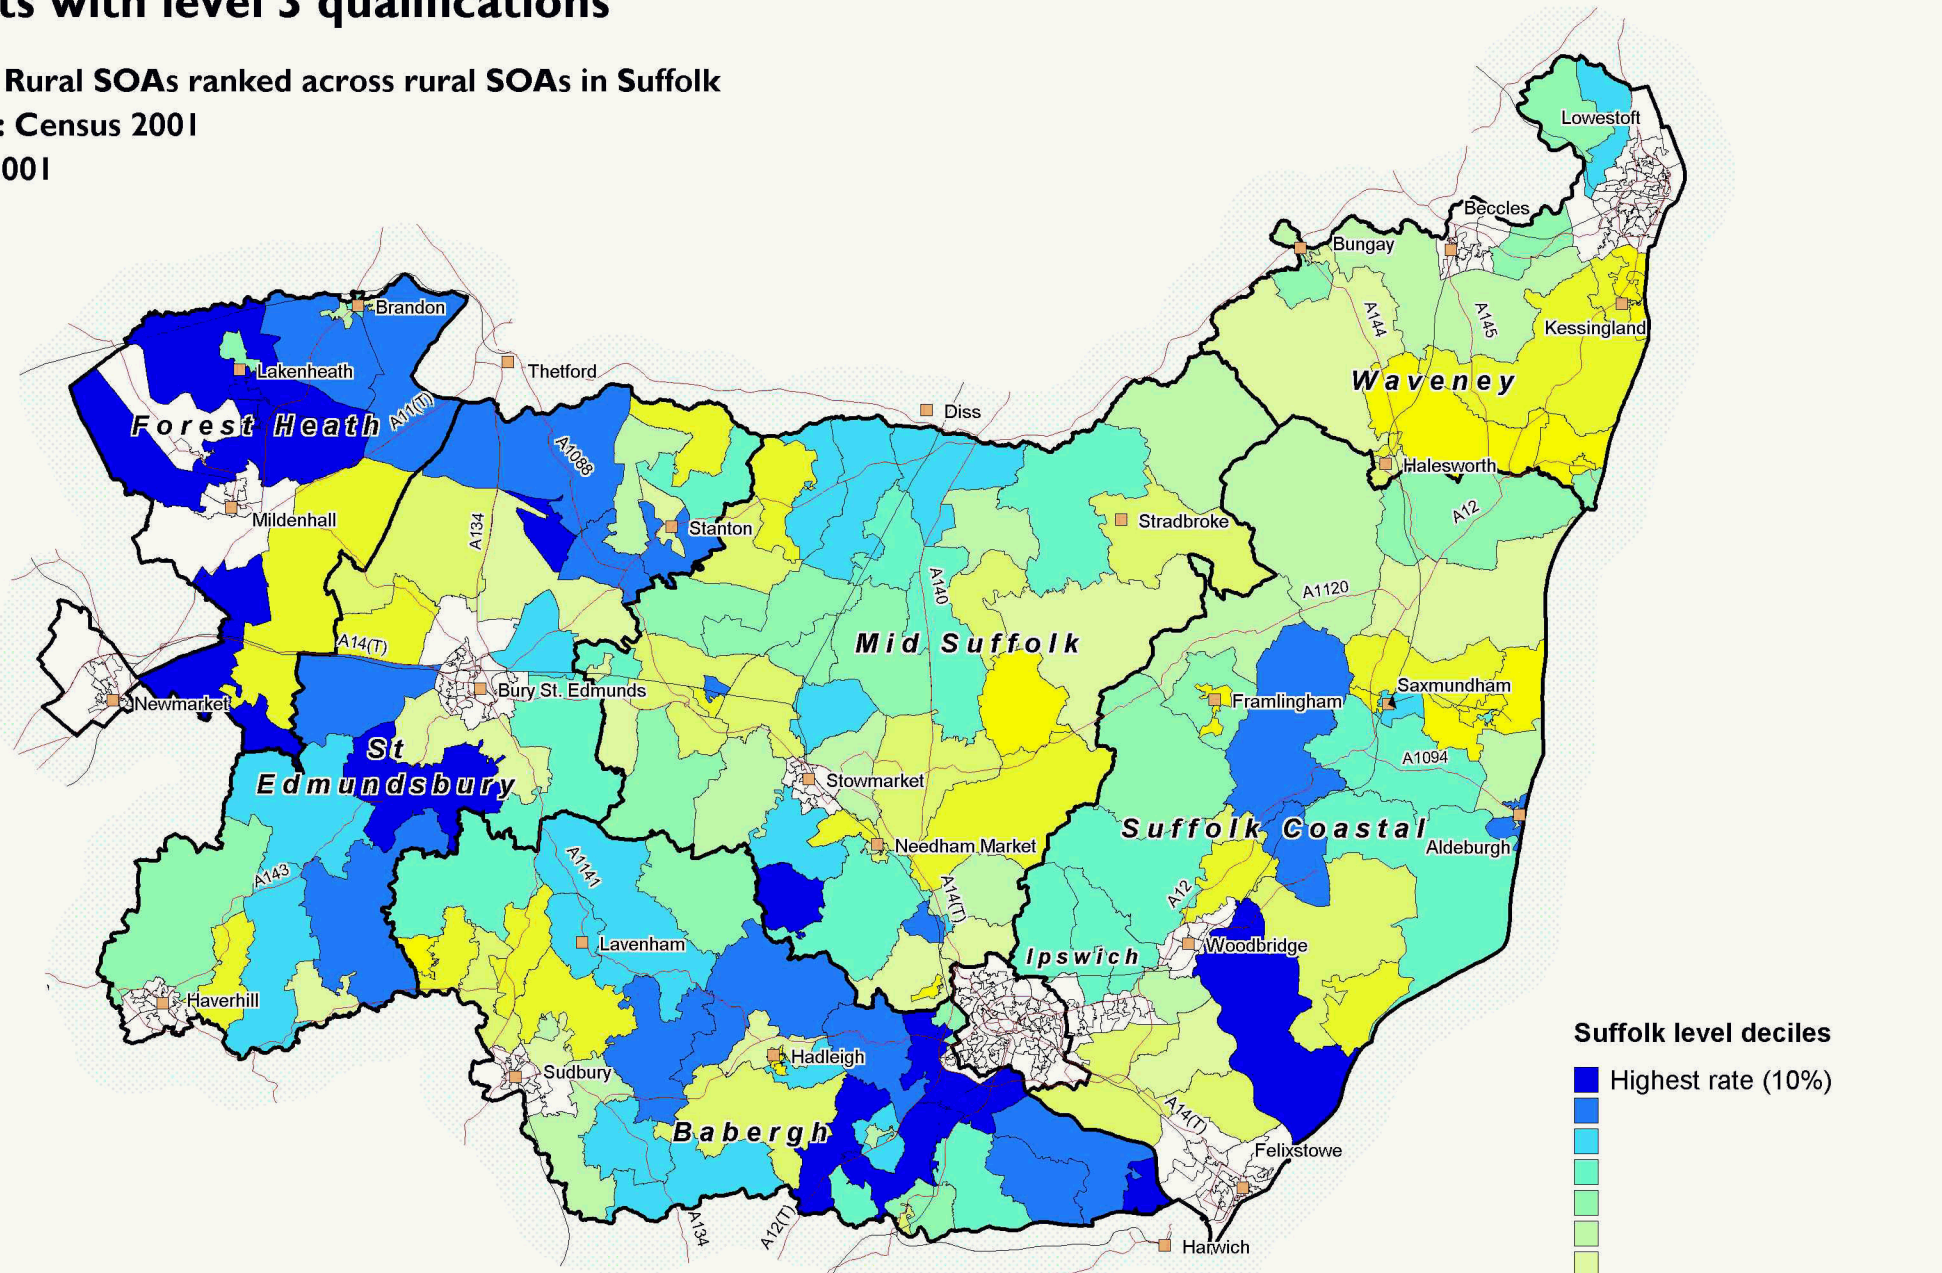 ts with level 3 qualifications
Rural SOAs ranked across rural SOAs in Suffolk
: Census 2001
001
Lowestoft
Beccles
Bungay
Brandon
A144
A145
Kessingland
Lakenheath
Thetford
Waveney
A11(T)
Diss
Forest Heath
A1088
Halesworth
A12
Mildenhall
A134
Stanton
Stradbroke
A140
A1120
A14(T)
Mid Suffolk
Newmarket
Bury St. Edmunds
Framlingham
Saxmundham
St
Edmundsbury
A1094
Stowmarket
Suffolk Coastal
Needham Market
Aldeburgh
A143
A1141
A14(T)
A12
Lavenham
Woodbridge
Ipswich
Haverhill
Suffolk level deciles
Hadleigh
Sudbury
Highest rate (10%)
Babergh
A14(T)
Felixstowe
A134
A12(T)
Harwich